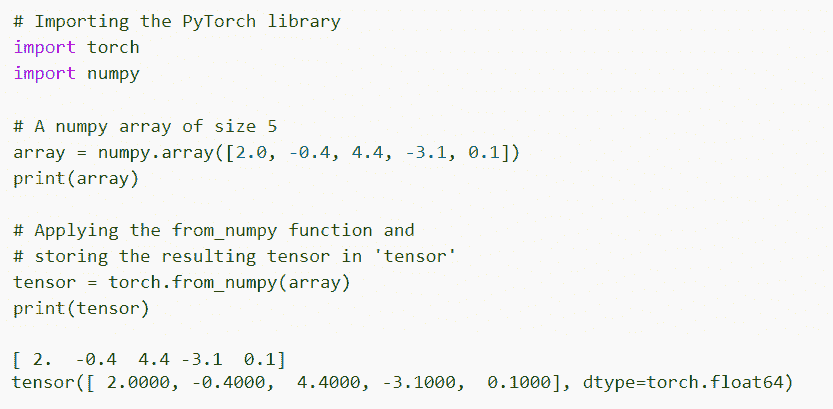 # Importing the PyTorch library
import torch
import numpy
# A numpy array of size 5
array = numpy.array([2.0, -0.4, 4.4, -3.1, 0.1])
print(array)
# Applying the from_numpy function and
# storing the resulting tensor in 'tensor'
tensor = torch.from_numpy(array)
print(tensor)
[ 2.  -0.4  4.4 -3.1  0.1]
tensor([ 2.0000, -0.4000,  4.4000, -3.1000,  0.1000], dtype=torch.float64)